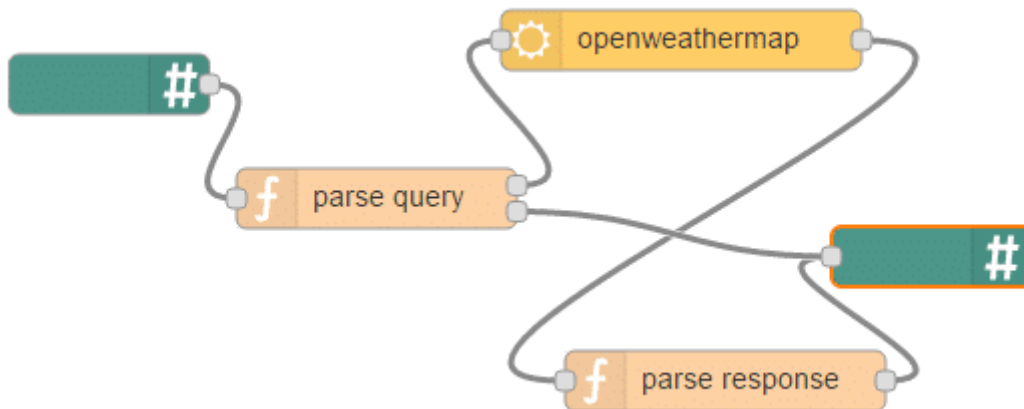 #
openweathermap
f parse query
#
f parse response